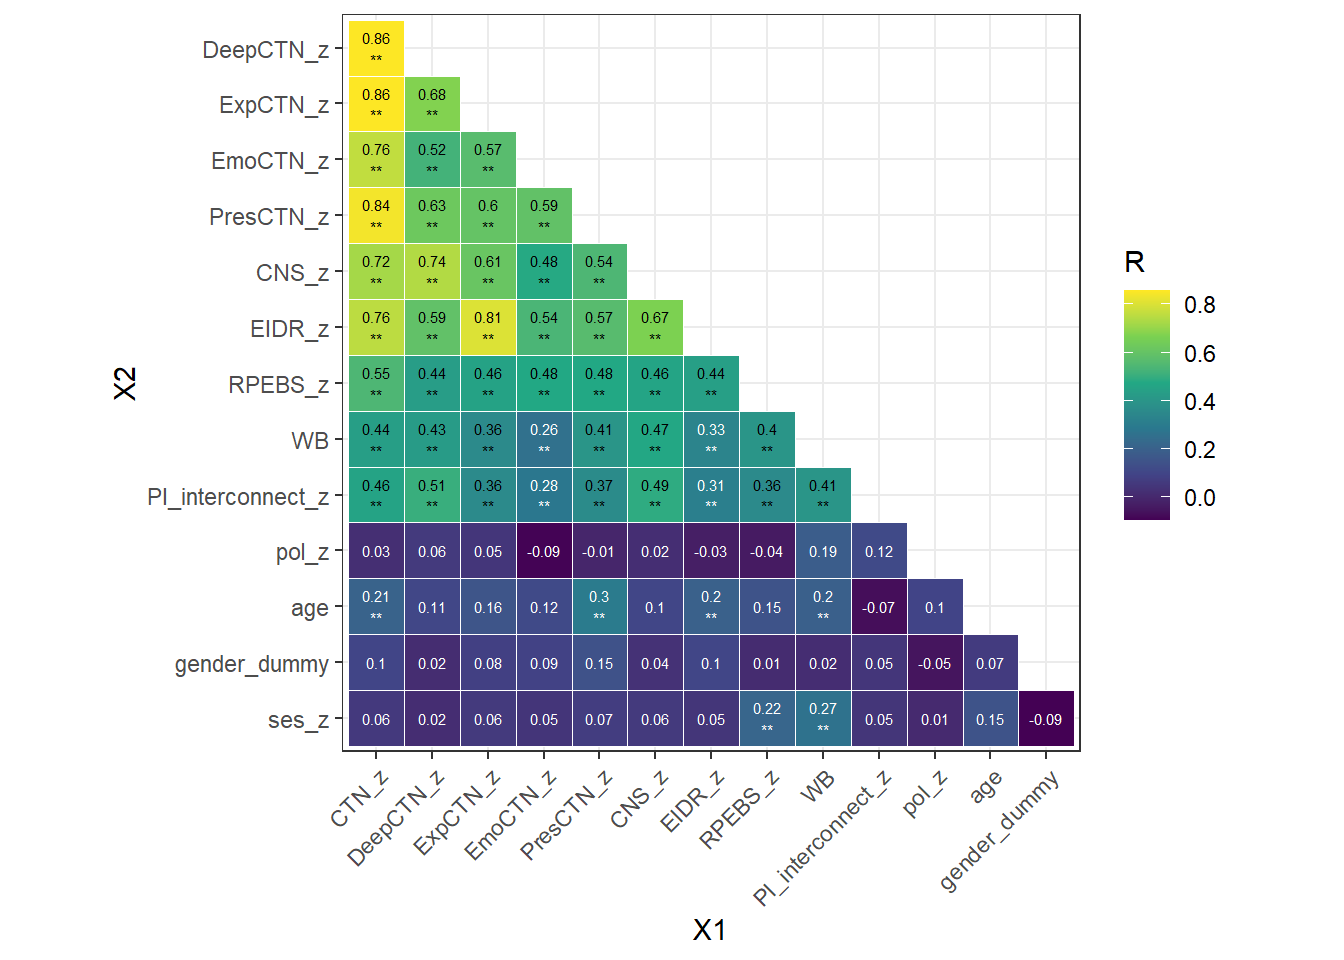 DeepCTN_z
0.86
**
ExpCTN_z
0.86 0.68
** **
EmoCTN_z
0.76 0.52 0.57
** ** **
PresCTN_z
0.84 0.63 0.6 0.59
** ** ** **
CNS_z
0.72 0.74 0.61 0.48 0.54
** ** ** ** **
EIDR_z
0.76 0.59 0.81 0.54 0.57 0.67
** ** ** ** ** **
RPEBS_z
0.55 0.44 0.46 0.48 0.48 0.46 0.44
** ** ** ** ** ** **
WB
0.44 0.43 0.36 0.26 0.41 0.47 0.33 0.4
** ** ** ** ** ** ** **
PI_interconnect_z
0.46 0.51 0.36 0.28 0.37 0.49 0.31 0.36 0.41
** ** ** ** ** ** ** ** **
pol_z
0.03 0.06 0.05 -0.09 -0.01 0.02 -0.03 -0.04 0.19 0.12
age
0.21 0.11 0.16 0.12 0.3 0.1 0.2 0.15 0.2 -0.07 0.1
** ** ** **
gender_dummy
0.1 0.02 0.08 0.09 0.15 0.04 0.1 0.01 0.02 0.05 -0.05 0.07
ses_z
0.06 0.02 0.06 0.05 0.07 0.06 0.05 0.22 0.27 0.05 0.01 0.15 -0.09
** **
X2
CTN_z
DeepCTN_z
ExpCTN_z
EmoCTN_z
PresCTN_z
CNS_z
EIDR_z
RPEBS_z
WB
PI_interconnect_z
pol_z
age
gender_dummy
X1
R
0.8
0.6
0.4
0.2
0.0